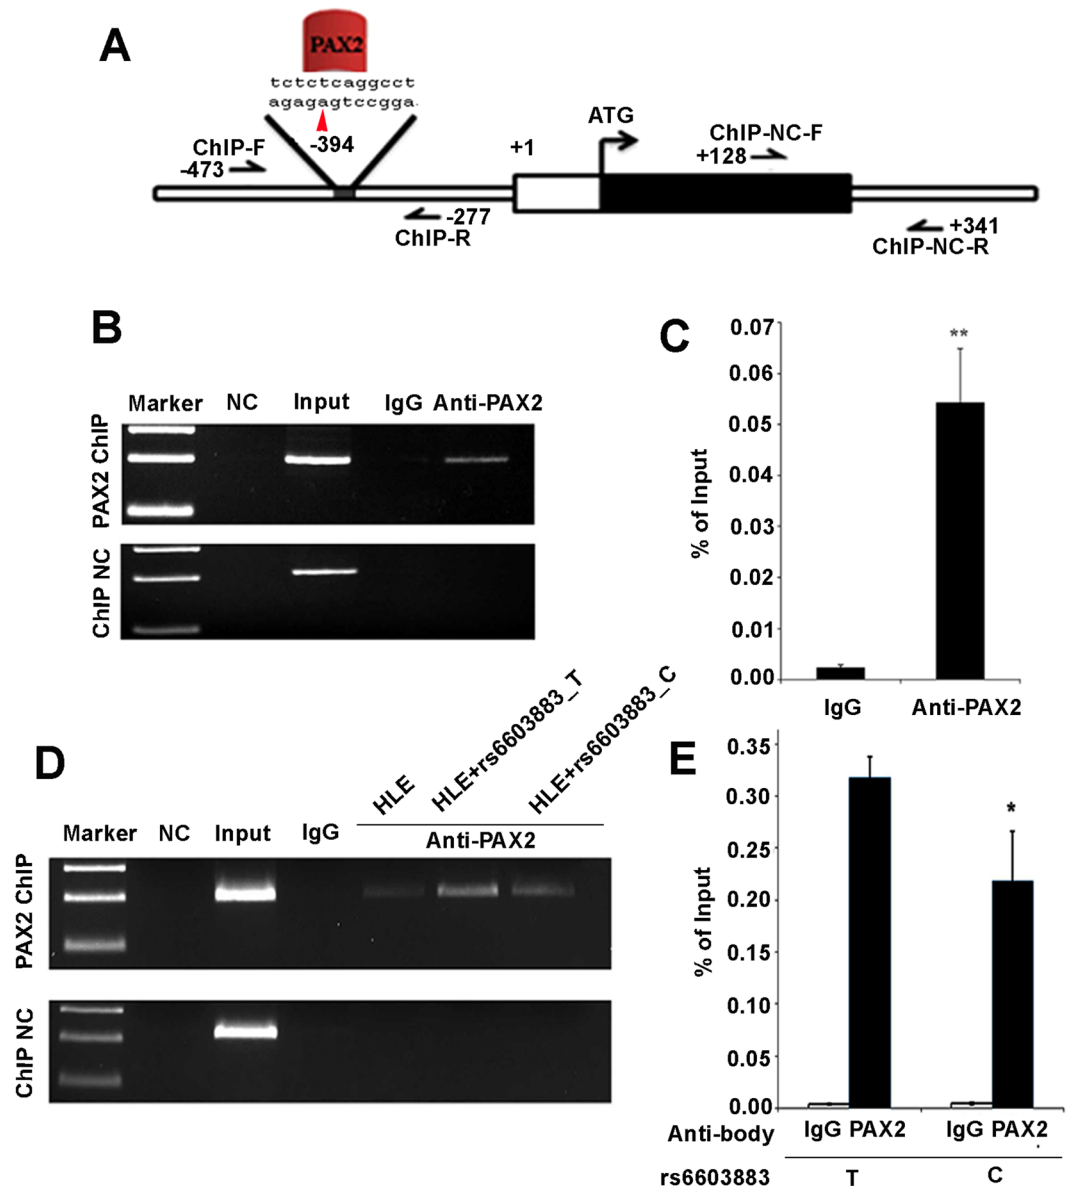 A
PAX2
tctctcaggcct
agagagtccgga
-394
ChIP-F
-473
+1
ATG
ChIP-NC-F
+128
-277
ChIP-R
+341
ChIP-NC-R
B
Marker NC Input IgG Anti-PAX2
PAX2 ChIP
ChIP NC
C
**
% of Input
0.07
0.06
0.05
0.04
0.03
0.02
0.01
0.00
IgG Anti-PAX2
D
HLE
HLE+rs6603883_T
HLE+rs6603883_C
Marker NC Input IgG
Anti-PAX2
PAX2 ChIP
ChIP NC
E
*
% of Input
0.35
0.30
0.25
0.20
0.15
0.10
0.05
0.00
Anti-body IgG PAX2 IgG PAX2
rs6603883 T C